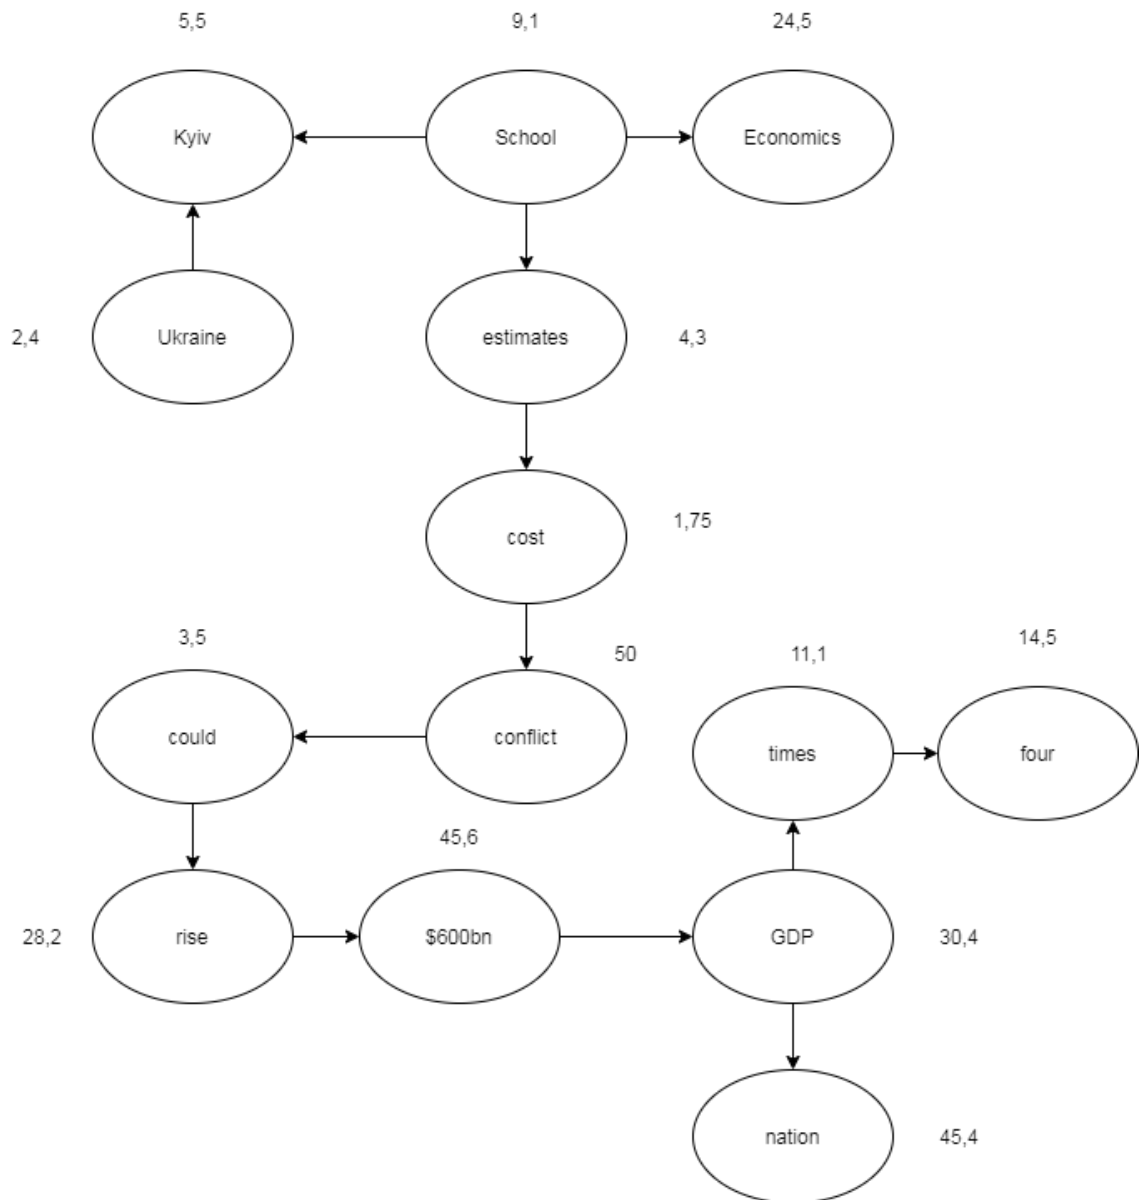 5,5
9,1
24,5
Kyiv
School
Economics
2,4
Ukraine
estimates
4,3
cost
1,75
3,5
50
11,1
14,5
could
conflict
times
four
45,6
28,2
rise
$600bn
GDP
30,4
nation
45,4